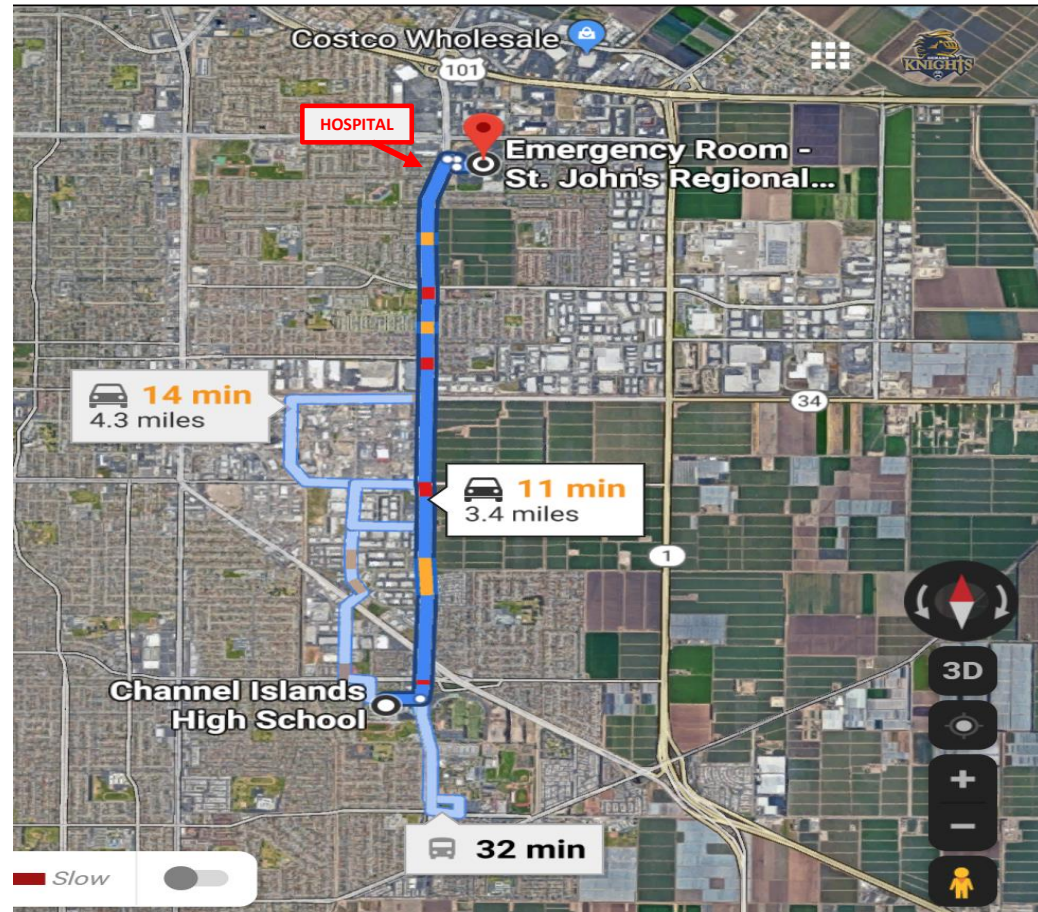 Costco Wholesale
101
KNIGHTS
HOSPITAL
Emergency Room -
St. John's Regional...
14 min
4.3 miles
34
11 min
3.4 miles
1
3D
Channel Islands
High School
+
−
32 min
Slow